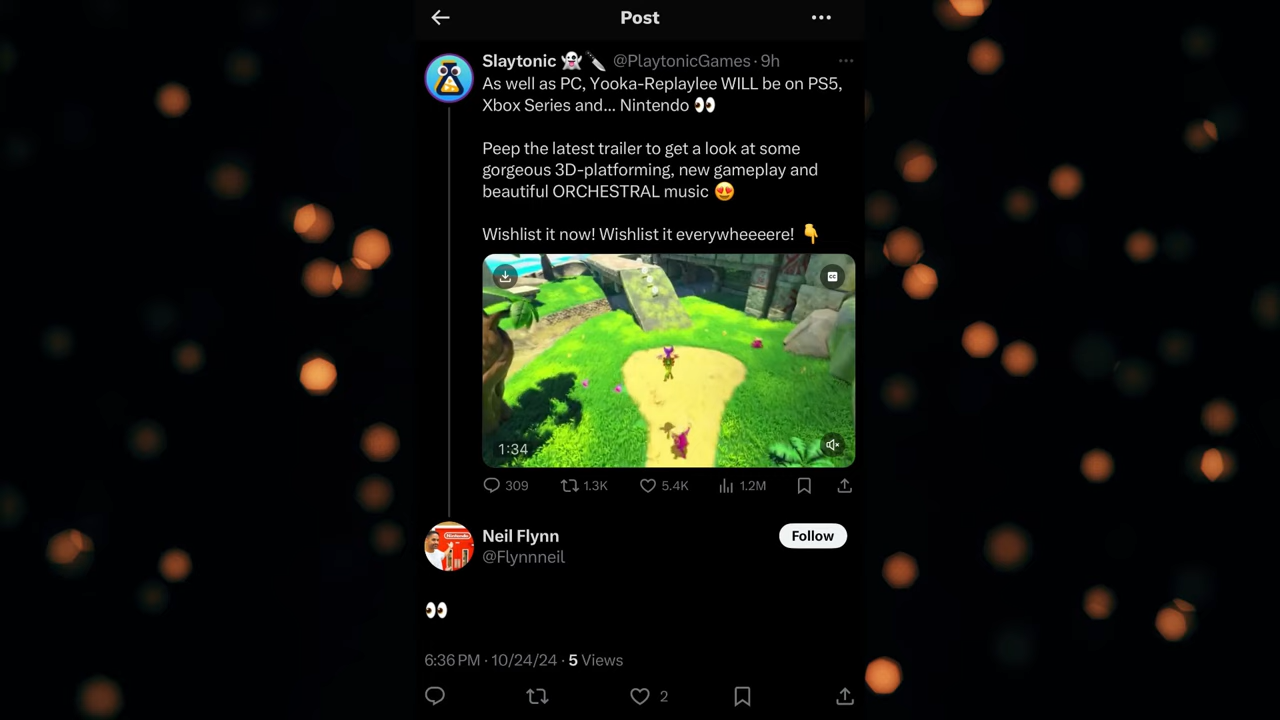 Post
Slaytonic 👻🔪 @PlaytonicGames · 9h
As well as PC, Yooka-Replaylee WILL be on PS5,
Xbox Series and... Nintendo 👀
Peep the latest trailer to get a look at some
gorgeous 3D-platforming, new gameplay and
beautiful ORCHESTRAL music 😍
Wishlist it now! Wishlist it everywheeeere! 👇
CC
1:34
309 1.3K 5.4K 1.2M
Nintendo
Neil Flynn
@Flynnneil
Follow
👀
6:36 PM · 10/24/24 · 5 Views
2